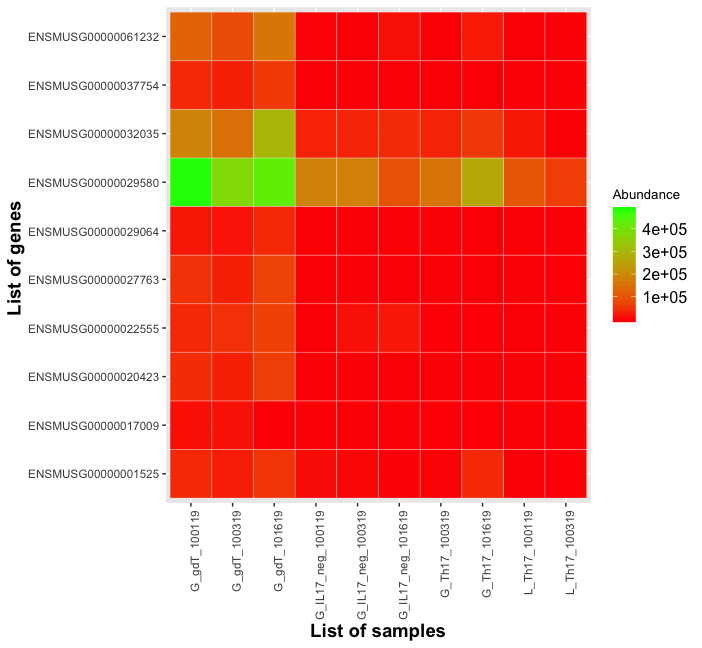 ENSMUSG00000061232
ENSMUSG00000037754
ENSMUSG00000032035
ENSMUSG00000029580
ENSMUSG00000029064
ENSMUSG00000027763
ENSMUSG00000022555
ENSMUSG00000020423
ENSMUSG00000017009
ENSMUSG00000001525
List of genes
G_gdT_100119
G_gdT_100319
G_gdT_101619
G_IL17_neg_100119
G_IL17_neg_100319
G_IL17_neg_101619
G_Th17_100319
G_Th17_101619
L_Th17_100119
L_Th17_100319
List of samples
Abundance
4e+05
3e+05
2e+05
1e+05